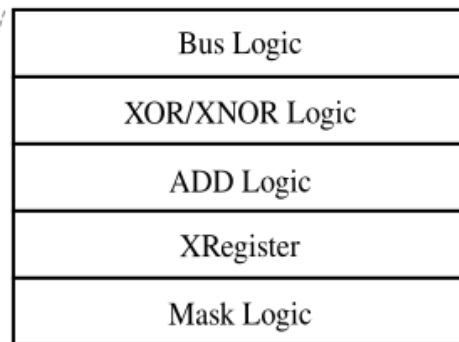 Bus Logic
XOR/XNOR Logic
ADD Logic
XRegister
Mask Logic